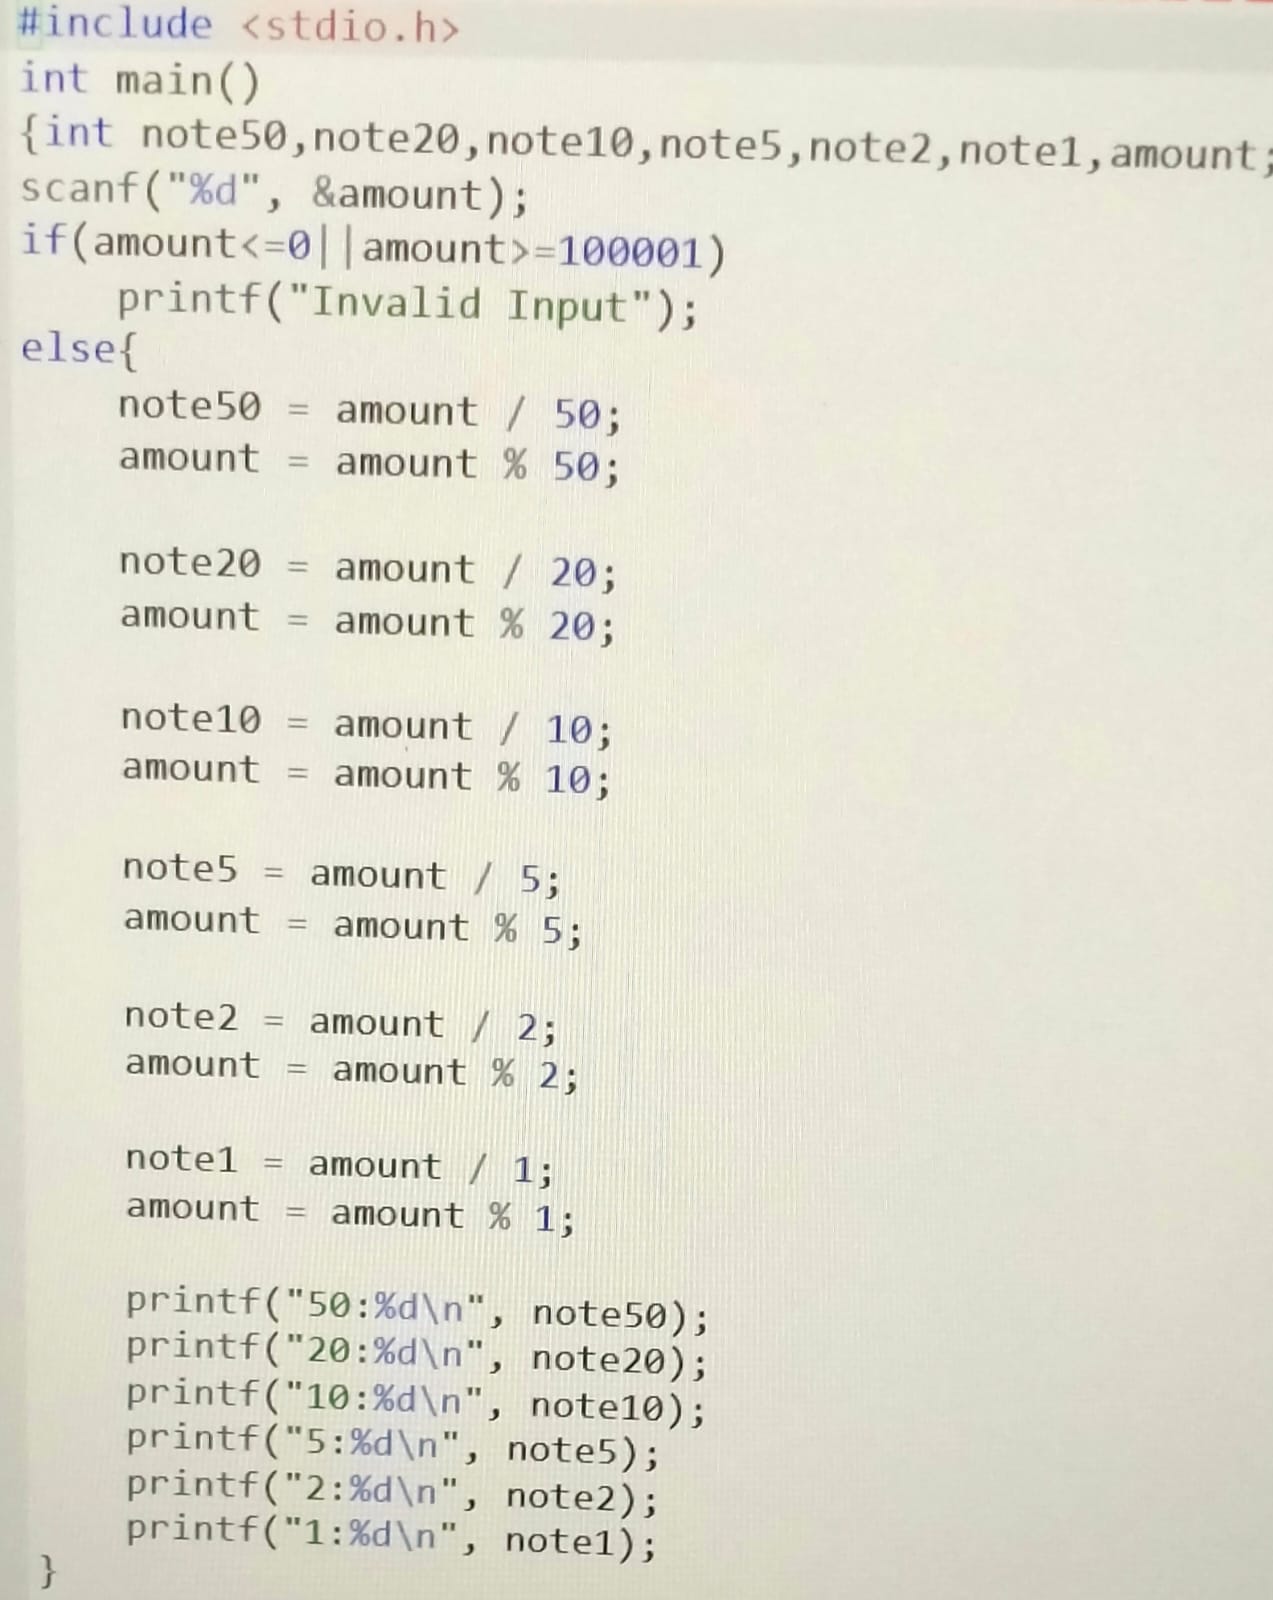 #include <stdio.h>
int main()
{int note50,note20,note10,note5,note2,note1,amount;
scanf("%d", &amount);
if(amount<=0||amount>=100001)
    printf("Invalid Input");
else{
    note50 = amount / 50;
    amount = amount % 50;

    note20 = amount / 20;
    amount = amount % 20;

    note10 = amount / 10;
    amount = amount % 10;

    note5 = amount / 5;
    amount = amount % 5;

    note2 = amount / 2;
    amount = amount % 2;

    note1 = amount / 1;
    amount = amount % 1;

    printf("50:%d\n", note50);
    printf("20:%d\n", note20);
    printf("10:%d\n", note10);
    printf("5:%d\n", note5);
    printf("2:%d\n", note2);
    printf("1:%d\n", note1);
}